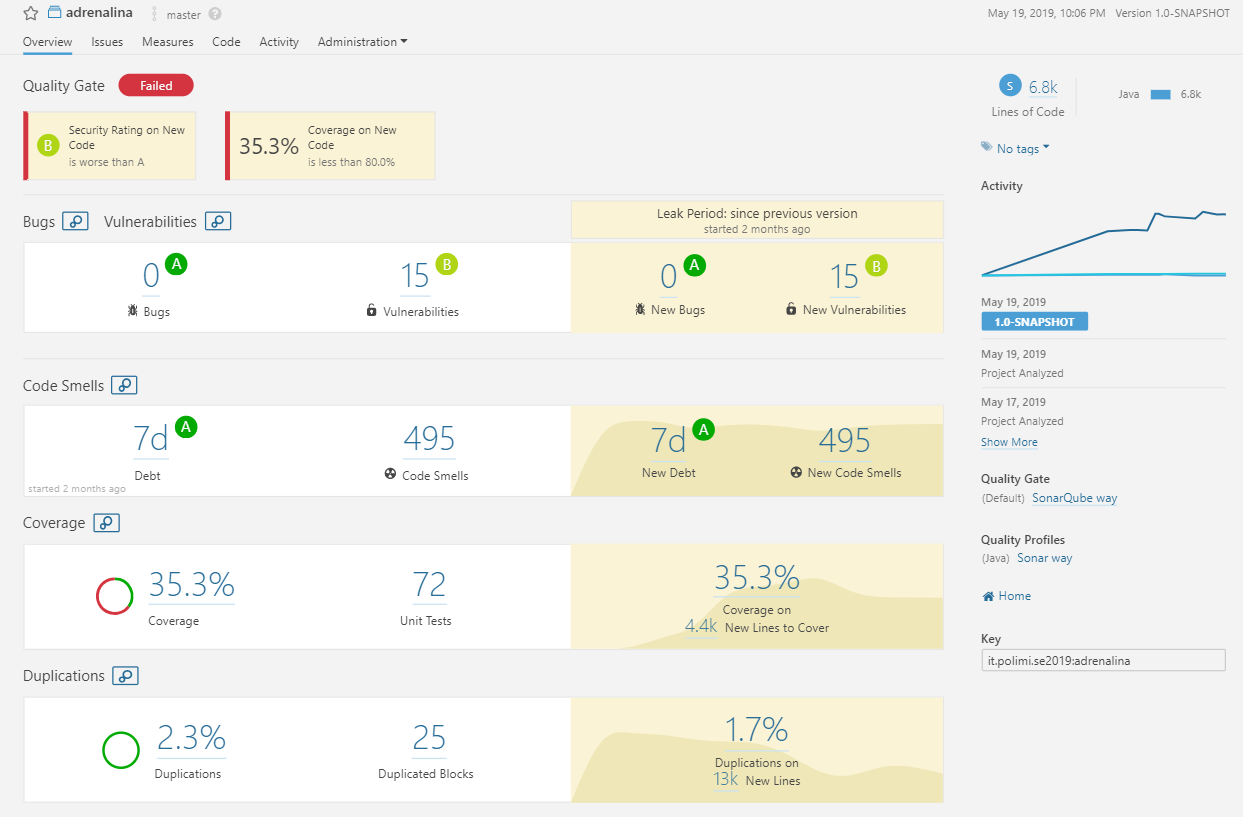 adrenalina master ?
May 19, 2019, 10:06 PM Version 1.0-SNAPSHOT
Overview Issues Measures Code Activity Administration
Quality Gate Failed
B Security Rating on New
Code
is worse than A
35.3% Coverage on New
Code
is less than 80.0%
Bugs Vulnerabilities
Leak Period: since previous version
started 2 months ago
0 A
Bugs
15 B
Vulnerabilities
0 A
New Bugs
15 B
New Vulnerabilities
Code Smells
7d A
Debt
started 2 months ago
495
Code Smells
7d A
New Debt
495
New Code Smells
Coverage
35.3%
Coverage
72
Unit Tests
35.3%
Coverage on
4.4k New Lines to Cover
Duplications
2.3%
Duplications
25
Duplicated Blocks
1.7%
Duplications on
13k New Lines
S 6.8k
Lines of Code
Java 6.8k
No tags
Activity
May 19, 2019
1.0-SNAPSHOT
May 19, 2019
Project Analyzed
May 17, 2019
Project Analyzed
Show More
Quality Gate
(Default) SonarQube way
Quality Profiles
(Java) Sonar way
Home
Key
it.polimi.se2019:adrenalina